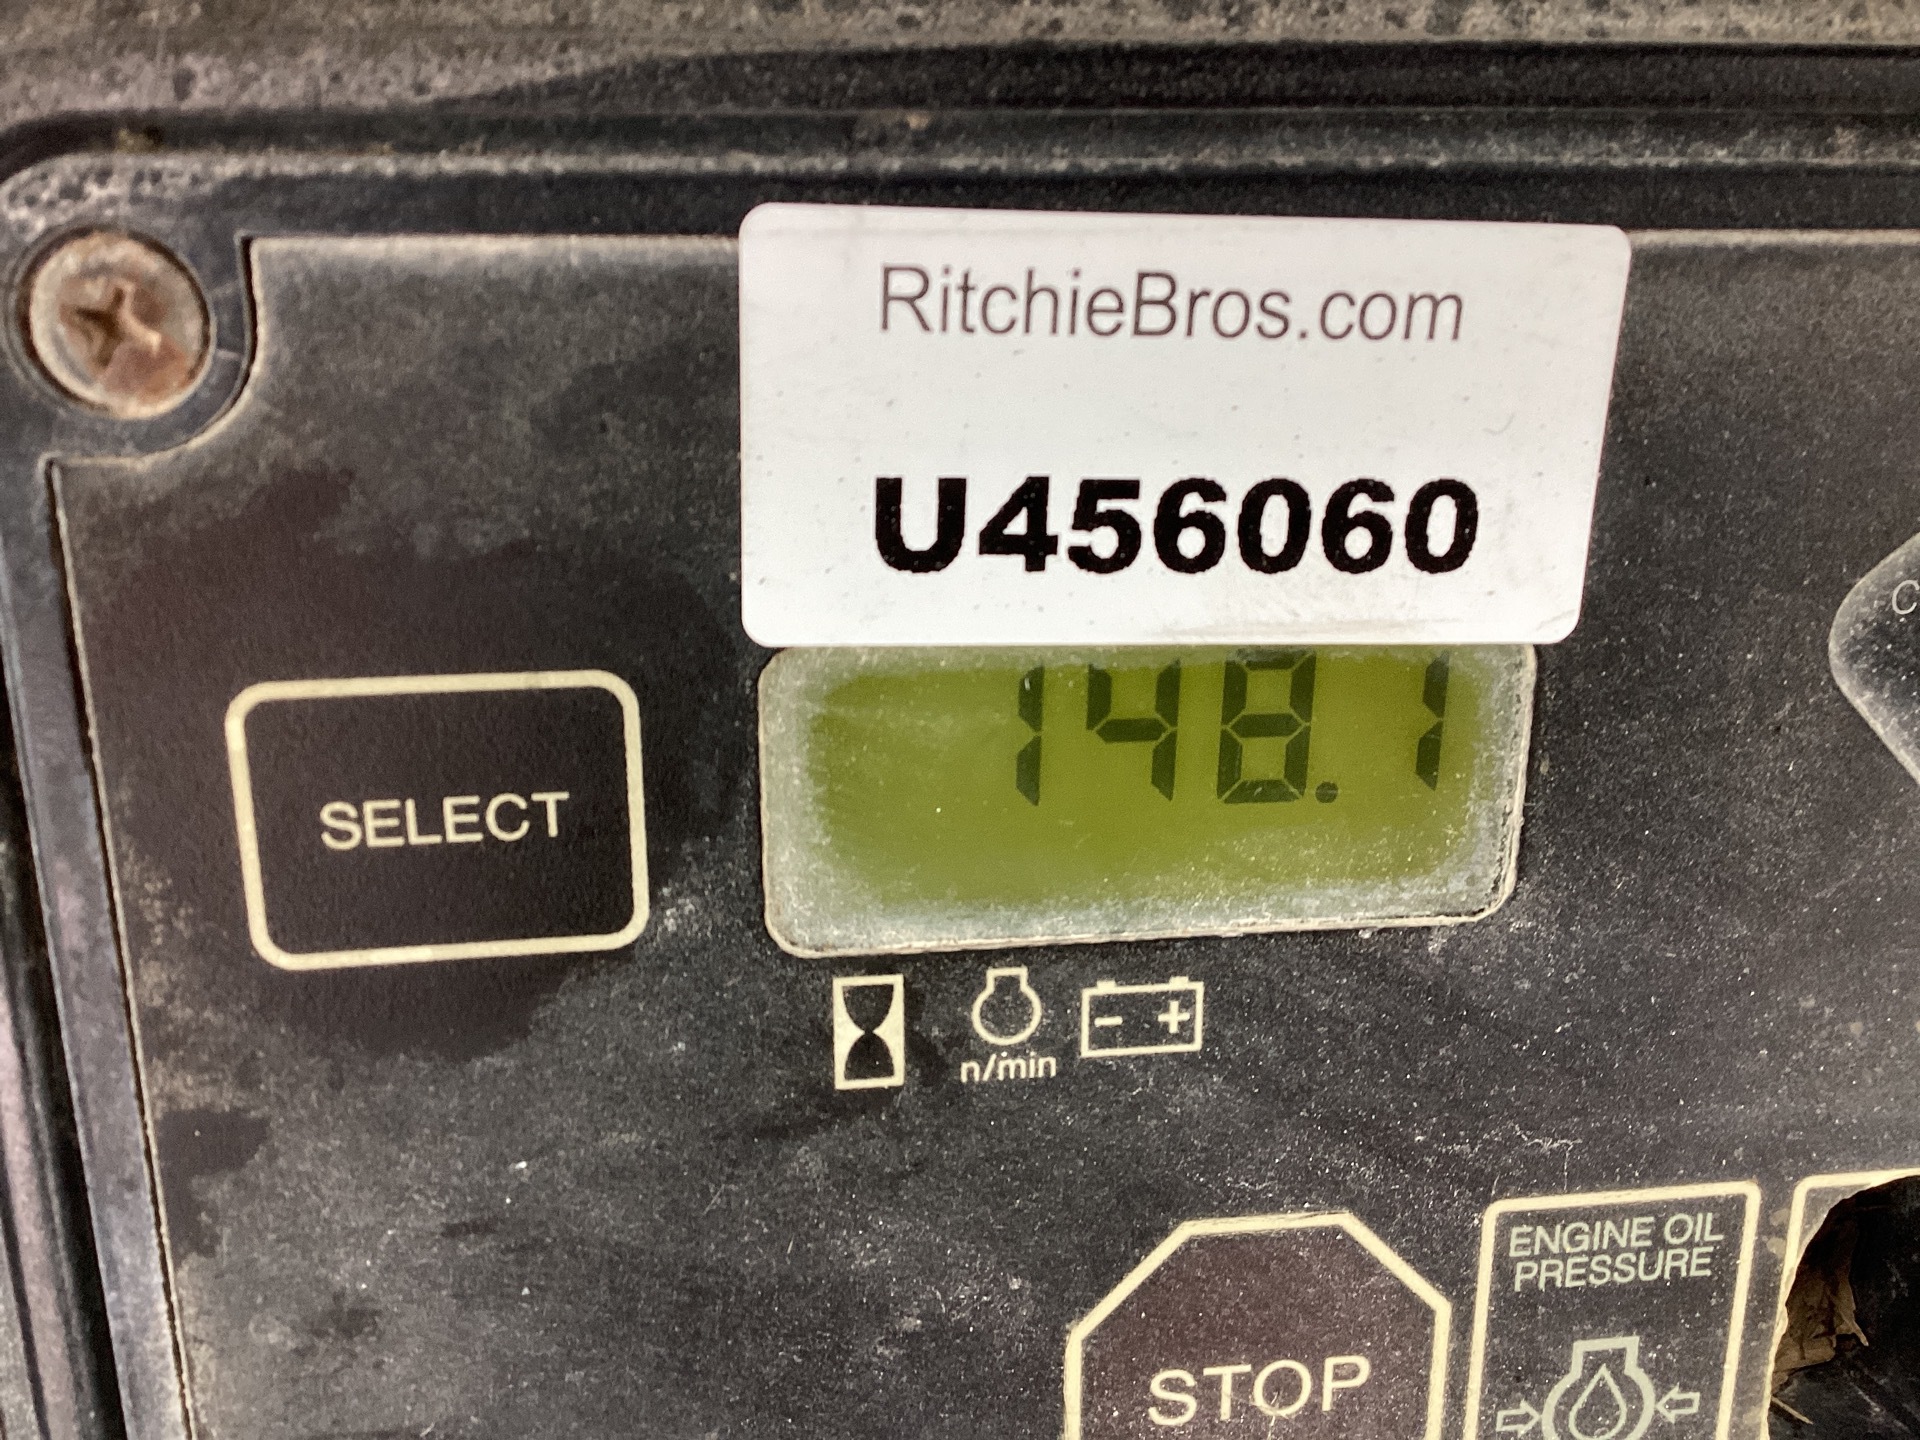 RitchieBros.com
U456060
148.1
SELECT
n/min
- +
ENGINE OIL
PRESSURE
STOP